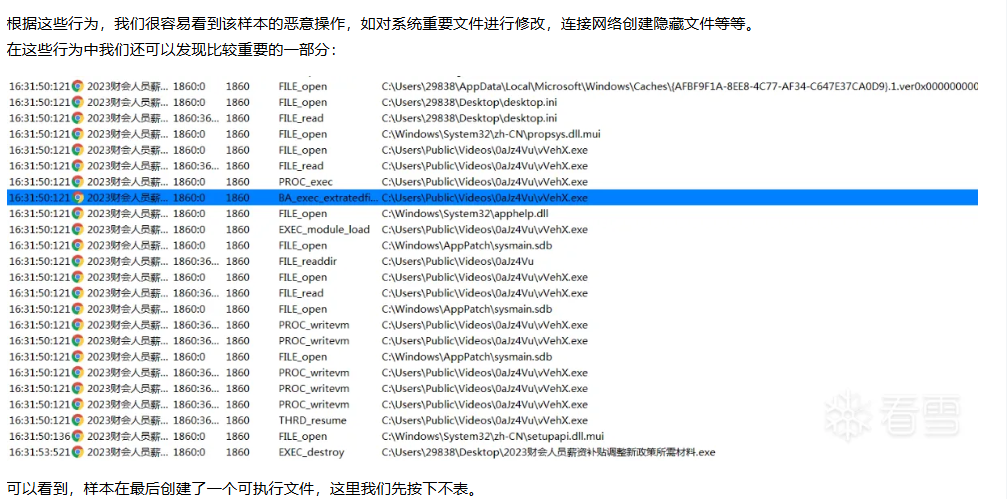 根据这些行为，我们很容易看到该样本的恶意操作，如对系统重要文件进行修改，连接网络创建隐藏文件等等。
在这些行为中我们还可以发现比较重要的一部分：
16:31:50:121 2023财会人员薪... 1860:0 1860 FILE_open C:\Users\29838\AppData\Local\Microsoft\Windows\Caches\{AFBF9F1A-8EE8-4C77-AF34-C647E37CA0D9}.1.ver0x000000000
16:31:50:121 2023财会人员薪... 1860:0 1860 FILE_open C:\Users\29838\Desktop\desktop.ini
16:31:50:121 2023财会人员薪... 1860:36... 1860 FILE_read C:\Users\29838\Desktop\desktop.ini
16:31:50:121 2023财会人员薪... 1860:0 1860 FILE_open C:\Windows\System32\zh-CN\propsys.dll.mui
16:31:50:121 2023财会人员薪... 1860:0 1860 FILE_open C:\Users\Public\Videos\0aJz4Vu\vVehX.exe
16:31:50:121 2023财会人员薪... 1860:36... 1860 FILE_read C:\Users\Public\Videos\0aJz4Vu\vVehX.exe
16:31:50:121 2023财会人员薪... 1860:0 1860 PROC_exec C:\Users\Public\Videos\0aJz4Vu\vVehX.exe
16:31:50:121 2023财会人员薪... 1860:0 1860 BA_exec_extratedfi... C:\Users\Public\Videos\0aJz4Vu\vVehX.exe
16:31:50:121 2023财会人员薪... 1860:0 1860 FILE_open C:\Windows\System32\apphelp.dll
16:31:50:121 2023财会人员薪... 1860:0 1860 EXEC_module_load C:\Users\Public\Videos\0aJz4Vu\vVehX.exe
16:31:50:121 2023财会人员薪... 1860:0 1860 FILE_open C:\Windows\AppPatch\sysmain.sdb
16:31:50:121 2023财会人员薪... 1860:36... 1860 FILE_readdir C:\Users\Public\Videos\0aJz4Vu
16:31:50:121 2023财会人员薪... 1860:0 1860 FILE_open C:\Users\Public\Videos\0aJz4Vu\vVehX.exe
16:31:50:121 2023财会人员薪... 1860:36... 1860 FILE_read C:\Users\Public\Videos\0aJz4Vu\vVehX.exe
16:31:50:121 2023财会人员薪... 1860:0 1860 FILE_open C:\Windows\AppPatch\sysmain.sdb
16:31:50:121 2023财会人员薪... 1860:36... 1860 PROC_writevm C:\Users\Public\Videos\0aJz4Vu\vVehX.exe
16:31:50:121 2023财会人员薪... 1860:36... 1860 PROC_writevm C:\Users\Public\Videos\0aJz4Vu\vVehX.exe
16:31:50:121 2023财会人员薪... 1860:0 1860 FILE_open C:\Windows\AppPatch\sysmain.sdb
16:31:50:121 2023财会人员薪... 1860:36... 1860 PROC_writevm C:\Users\Public\Videos\0aJz4Vu\vVehX.exe
16:31:50:121 2023财会人员薪... 1860:36... 1860 PROC_writevm C:\Users\Public\Videos\0aJz4Vu\vVehX.exe
16:31:50:121 2023财会人员薪... 1860:36... 1860 PROC_writevm C:\Users\Public\Videos\0aJz4Vu\vVehX.exe
16:31:50:121 2023财会人员薪... 1860:36... 1860 THRD_resume C:\Users\Public\Videos\0aJz4Vu\vVehX.exe
16:31:50:136 2023财会人员薪... 1860:0 1860 FILE_open C:\Windows\System32\zh-CN\setupapi.dll.mui
16:31:53:521 2023财会人员薪... 1860:0 1860 EXEC_destroy C:\Users\29838\Desktop\2023财会人员薪资补贴调整新政策所需材料.exe
看雪
可以看到，样本在最后创建了一个可执行文件，这里我们先按下不表。